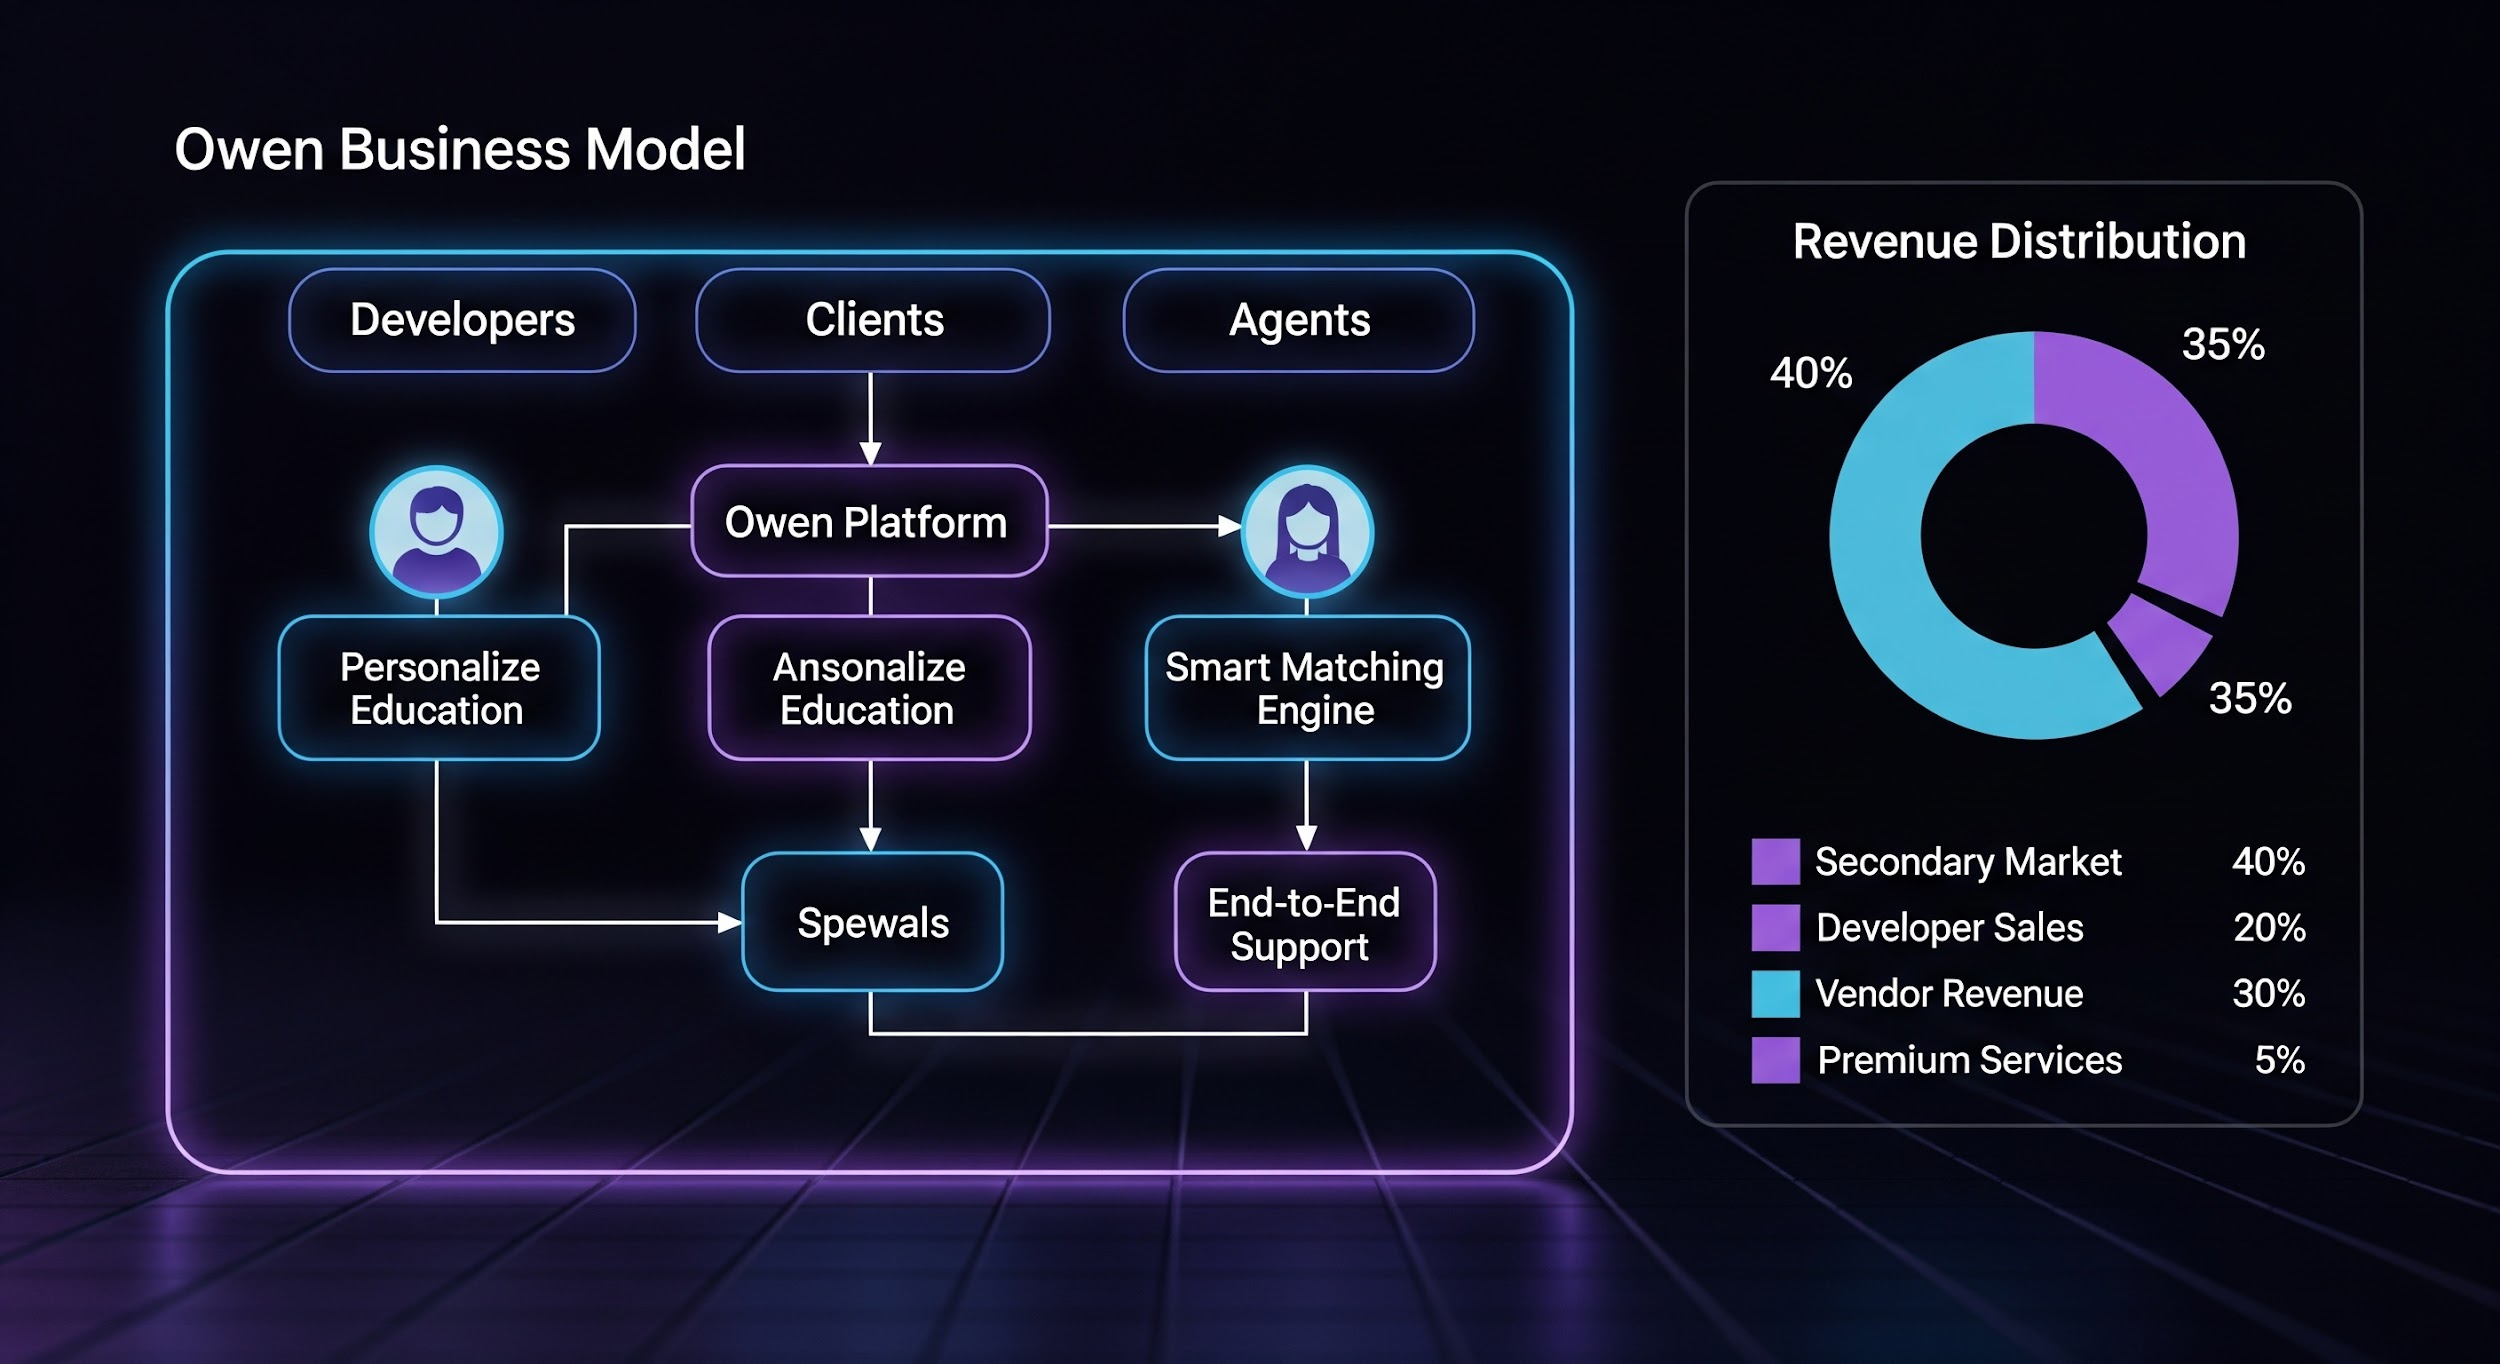 Owen Business Model
Developers
Clients
Agents
Owen Platform
Personalize
Education
Ansonalize
Education
Smart Matching
Engine
Spewals
End-to-End
Support
Revenue Distribution
40%
35%
35%
Secondary Market 40%
Developer Sales 20%
Vendor Revenue 30%
Premium Services 5%